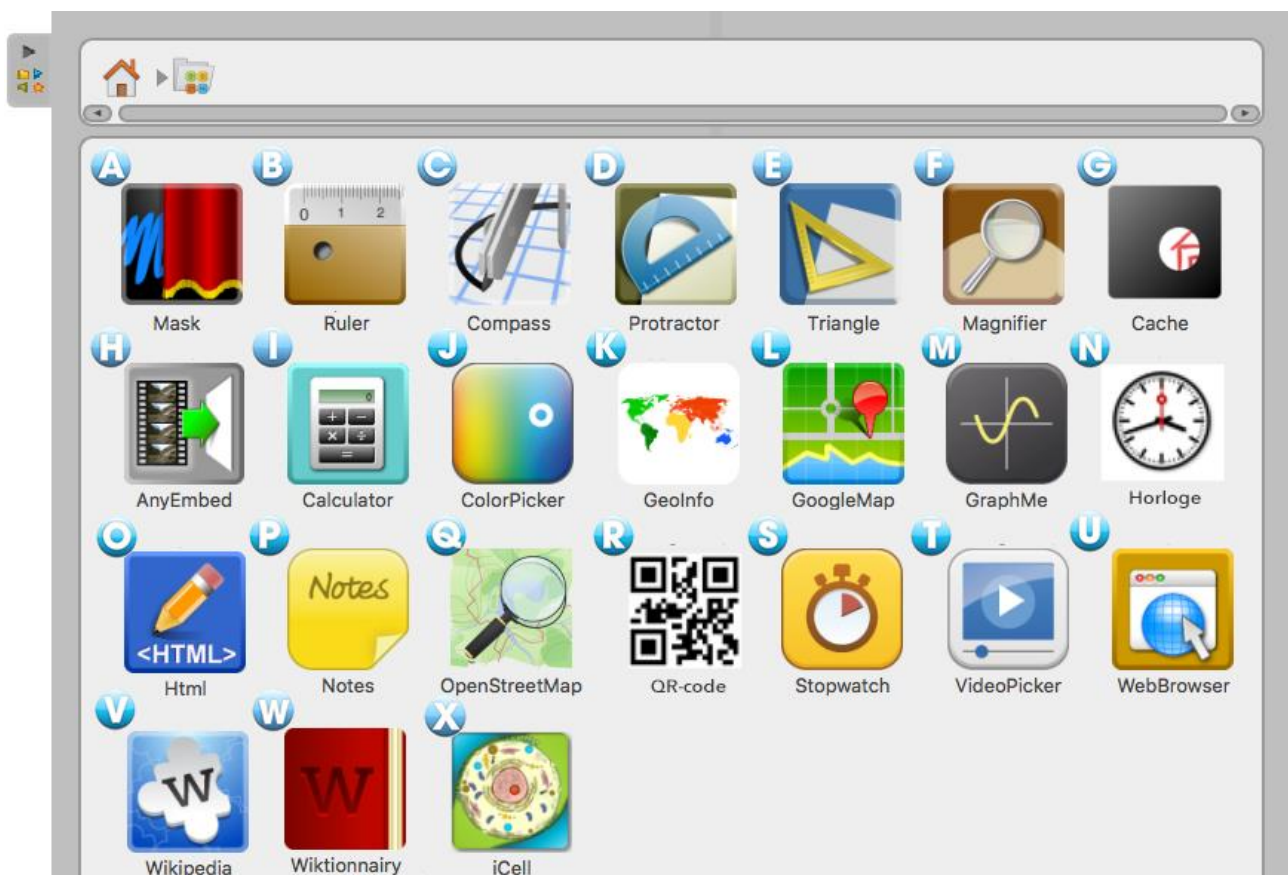 A B C D E F G
0 1 2
Mask Ruler Compass Protractor Triangle Magnifier Cache
H I J K L M N
0
+ −
× ÷
=
AnyEmbed Calculator ColorPicker GeoInfo GoogleMap GraphMe Horloge
O P Q R S T U
Notes
<HTML>
Html Notes OpenStreetMap QR-code Stopwatch VideoPicker WebBrowser
V W X
W W
Wikipedia Wiktionnairy iCell